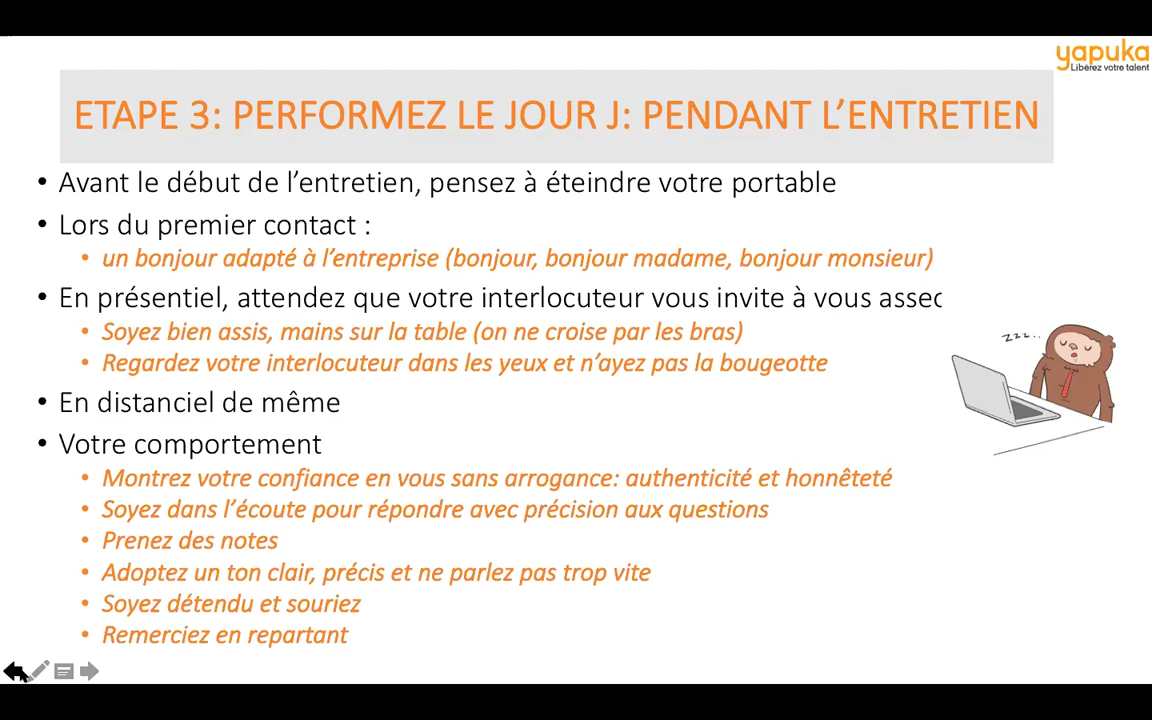 yapuka
Libérez votre talent
ETAPE 3: PERFORMEZ LE JOUR J: PENDANT L'ENTRETIEN
• Avant le début de l'entretien, pensez à éteindre votre portable
• Lors du premier contact :
• un bonjour adapté à l'entreprise (bonjour, bonjour madame, bonjour monsieur)
• En présentiel, attendez que votre interlocuteur vous invite à vous
• Soyez bien assis, mains sur la table (on ne croise par les bras)
• Regardez votre interlocuteur dans les yeux et n'ayez pas la bougeotte
zzz..
• En distanciel de même
• Votre comportement
• Montrez votre confiance en vous sans arrogance: authenticité et honnêteté
• Soyez dans l'écoute pour répondre avec précision aux questions
• Prenez des notes
• Adoptez un ton clair, précis et ne parlez pas trop vite
• Soyez détendu et souriez
• Remerciez en repartant